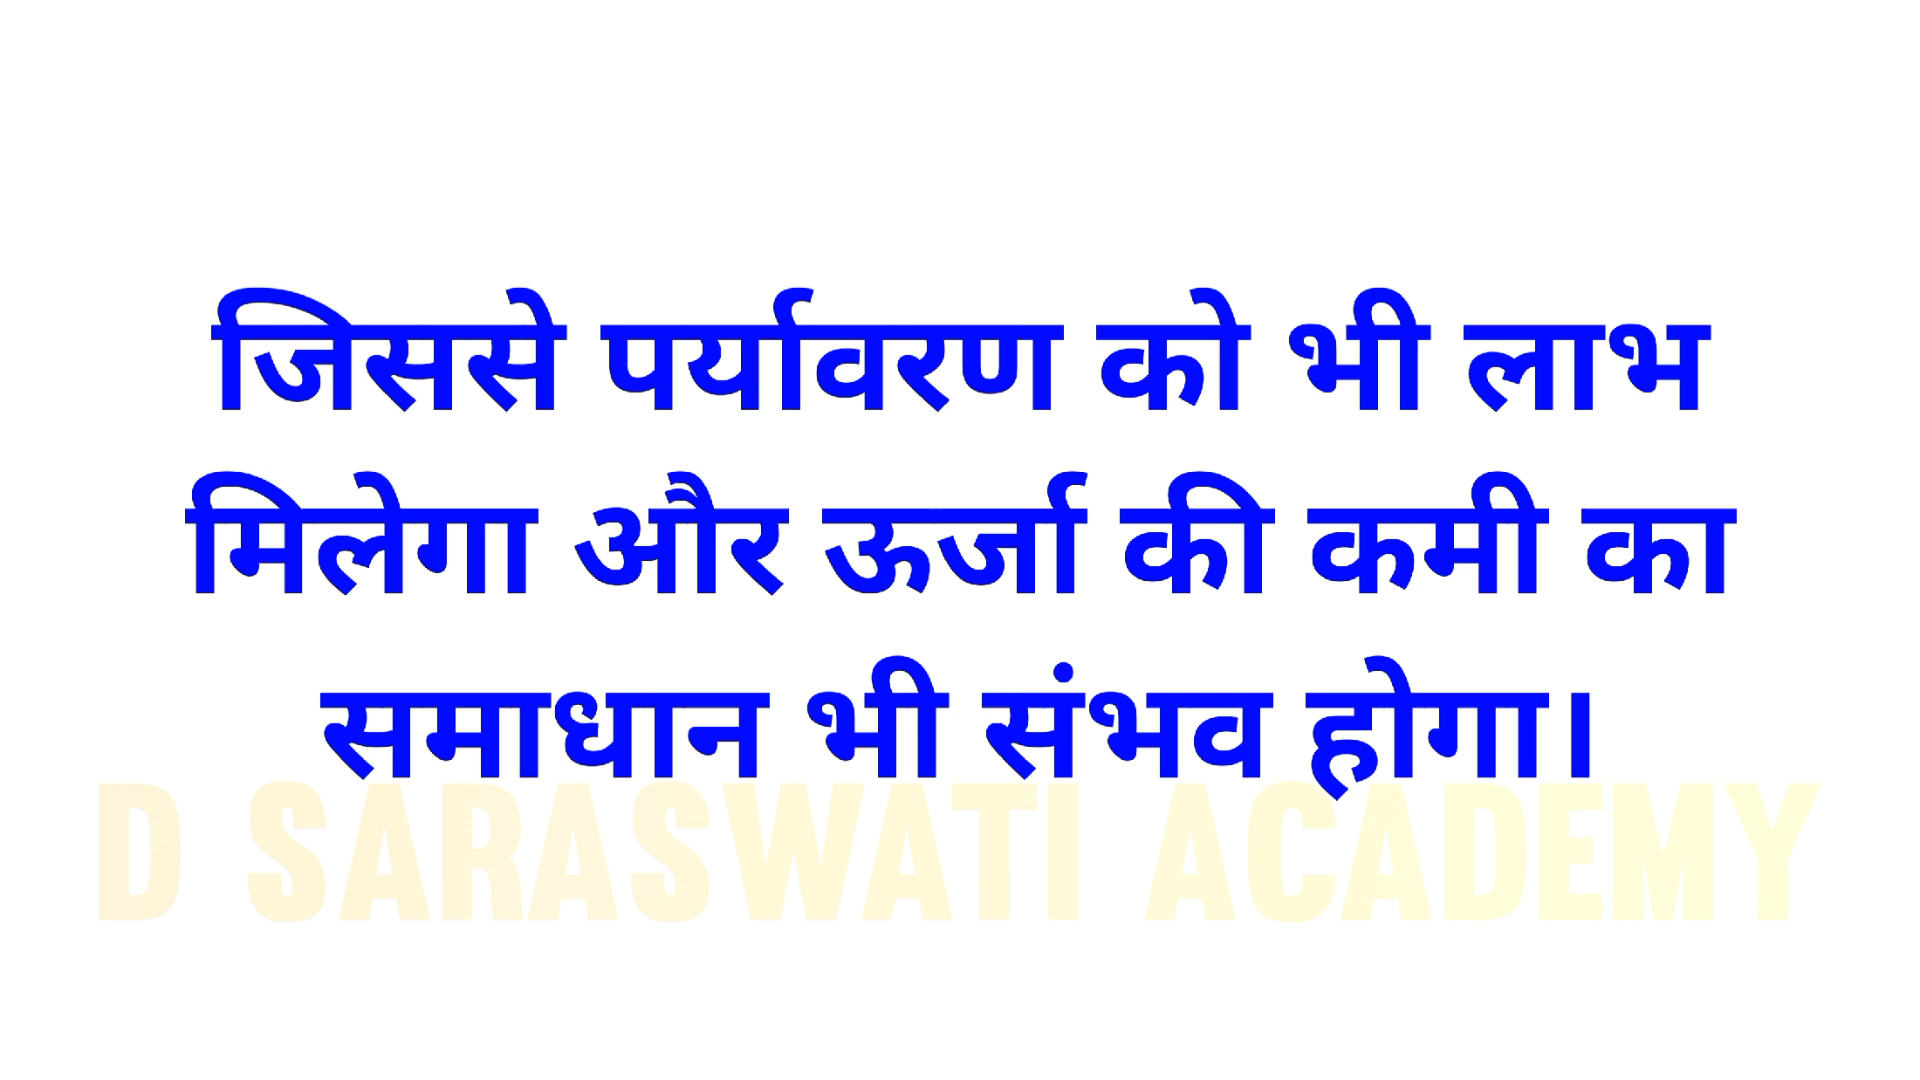 जिससे पर्यावरण को भी लाभ
मिलेगा और ऊर्जा की कमी का
समाधान भी संभव होगा।
D SARASWATI ACADEMY